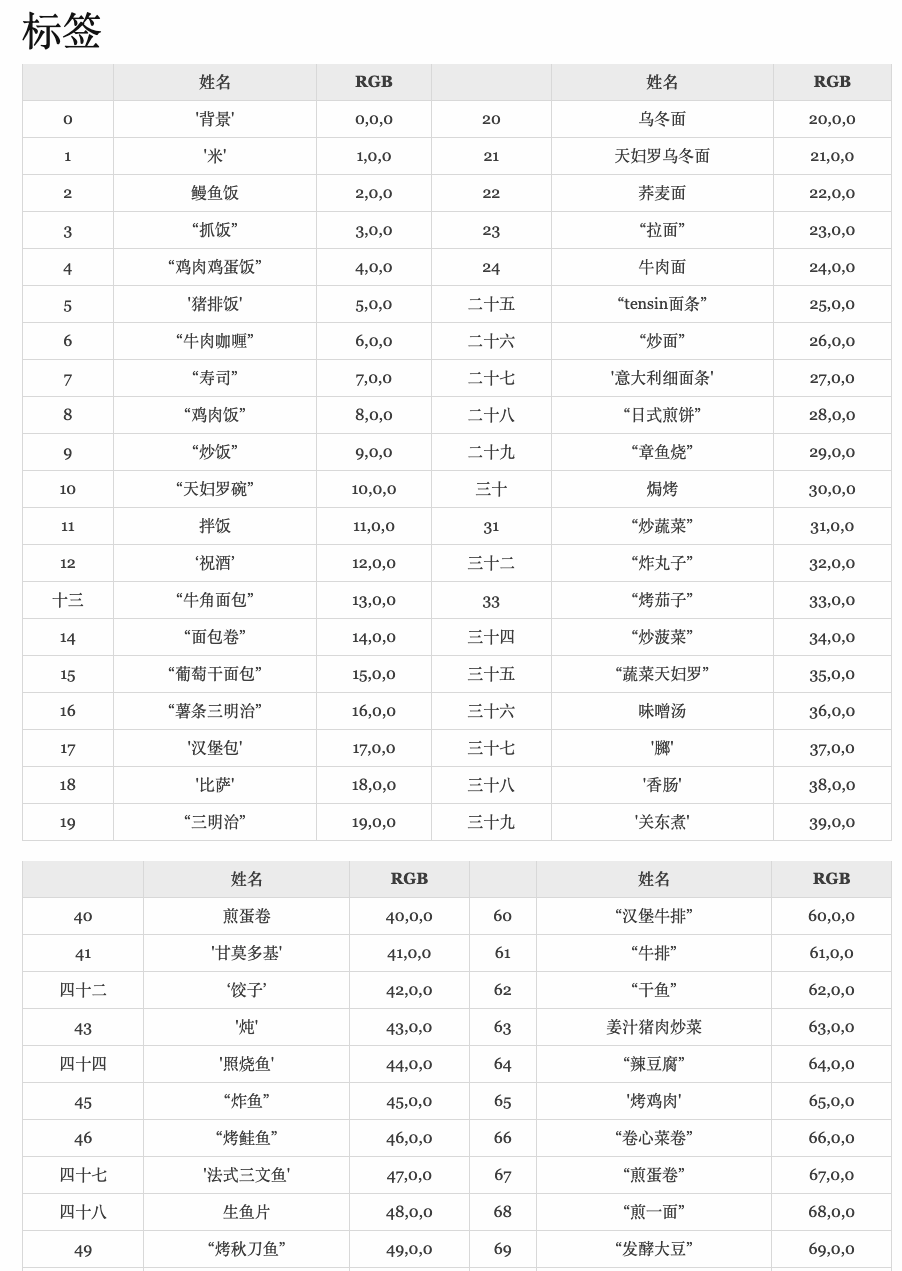 标签
姓名 RGB 姓名 RGB
0 '背景' 0,0,0 20 乌冬面 20,0,0
1 '米' 1,0,0 21 天妇罗乌冬面 21,0,0
2 鳗鱼饭 2,0,0 22 荞麦面 22,0,0
3 “抓饭” 3,0,0 23 “拉面” 23,0,0
4 “鸡肉鸡蛋饭” 4,0,0 24 牛肉面 24,0,0
5 '猪排饭' 5,0,0 二十五 “tensin面条” 25,0,0
6 “牛肉咖喱” 6,0,0 二十六 “炒面” 26,0,0
7 “寿司” 7,0,0 二十七 '意大利细面条' 27,0,0
8 “鸡肉饭” 8,0,0 二十八 “日式煎饼” 28,0,0
9 “炒饭” 9,0,0 二十九 “章鱼烧” 29,0,0
10 “天妇罗碗” 10,0,0 三十 焗烤 30,0,0
11 拌饭 11,0,0 31 “炒蔬菜” 31,0,0
12 ‘祝酒’ 12,0,0 三十二 “炸丸子” 32,0,0
十三 “牛角面包” 13,0,0 33 “烤茄子” 33,0,0
14 “面包卷” 14,0,0 三十四 “炒菠菜” 34,0,0
15 “葡萄干面包” 15,0,0 三十五 “蔬菜天妇罗” 35,0,0
16 “薯条三明治” 16,0,0 三十六 味噌汤 36,0,0
17 '汉堡包' 17,0,0 三十七 '膷' 37,0,0
18 '比萨' 18,0,0 三十八 '香肠' 38,0,0
19 “三明治” 19,0,0 三十九 '关东煮' 39,0,0
姓名 RGB 姓名 RGB
40 煎蛋卷 40,0,0 60 “汉堡牛排” 60,0,0
41 '甘莫多基' 41,0,0 61 “牛排” 61,0,0
四十二 ‘饺子’ 42,0,0 62 “干鱼” 62,0,0
43 '炖' 43,0,0 63 姜汁猪肉炒菜 63,0,0
四十四 '照烧鱼' 44,0,0 64 “辣豆腐” 64,0,0
45 “炸鱼” 45,0,0 65 '烤鸡肉' 65,0,0
46 “烤鲑鱼” 46,0,0 66 “卷心菜卷” 66,0,0
四十七 '法式三文鱼' 47,0,0 67 “煎蛋卷” 67,0,0
四十八 生鱼片 48,0,0 68 “煎一面” 68,0,0
49 “烤秋刀鱼” 49,0,0 69 “发酵大豆” 69,0,0